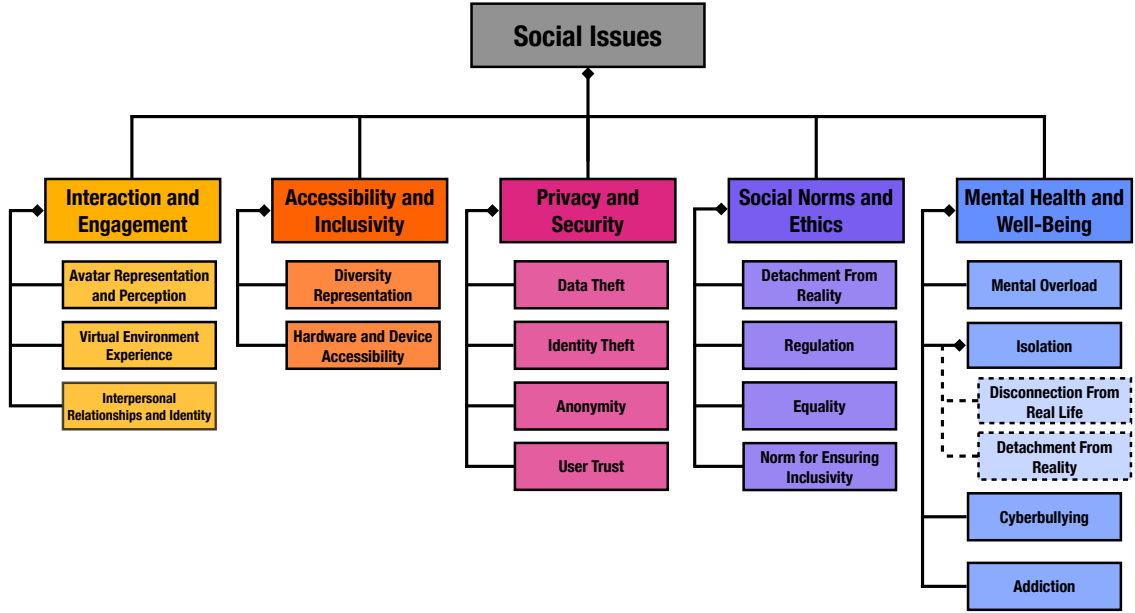 Social Issues
Interaction and
Engagement
Avatar Representation
and Perception
Virtual Environment
Experience
Interpersonal
Relationships and Identity
Accessibility and
Inclusivity
Diversity
Representation
Hardware and Device
Accessibility
Privacy and
Security
Data Theft
Identity Theft
Anonymity
User Trust
Social Norms and
Ethics
Detachment From
Reality
Regulation
Equality
Norm for Ensuring
Inclusivity
Mental Health and
Well-Being
Mental Overload
Isolation
Disconnection From
Real Life
Detachment From
Reality
Cyberbullying
Addiction